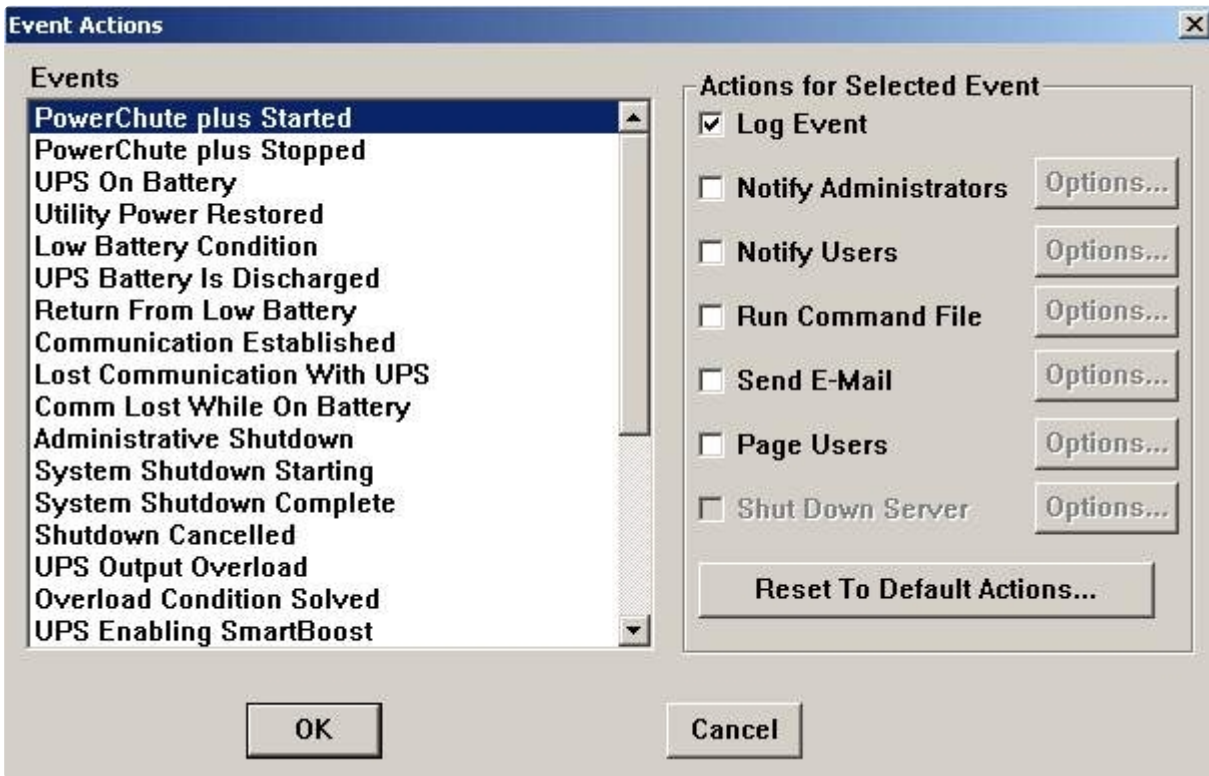 Event Actions
Events
PowerChute plus Started
PowerChute plus Stopped
UPS On Battery
Utility Power Restored
Low Battery Condition
UPS Battery Is Discharged
Return From Low Battery
Communication Established
Lost Communication With UPS
Comm Lost While On Battery
Administrative Shutdown
System Shutdown Starting
System Shutdown Complete
Shutdown Cancelled
UPS Output Overload
Overload Condition Solved
UPS Enabling SmartBoost
Actions for Selected Event
Log Event
Notify Administrators Options...
Notify Users Options...
Run Command File Options...
Send E-Mail Options...
Page Users Options...
Shut Down Server Options...
Reset To Default Actions...
OK
Cancel